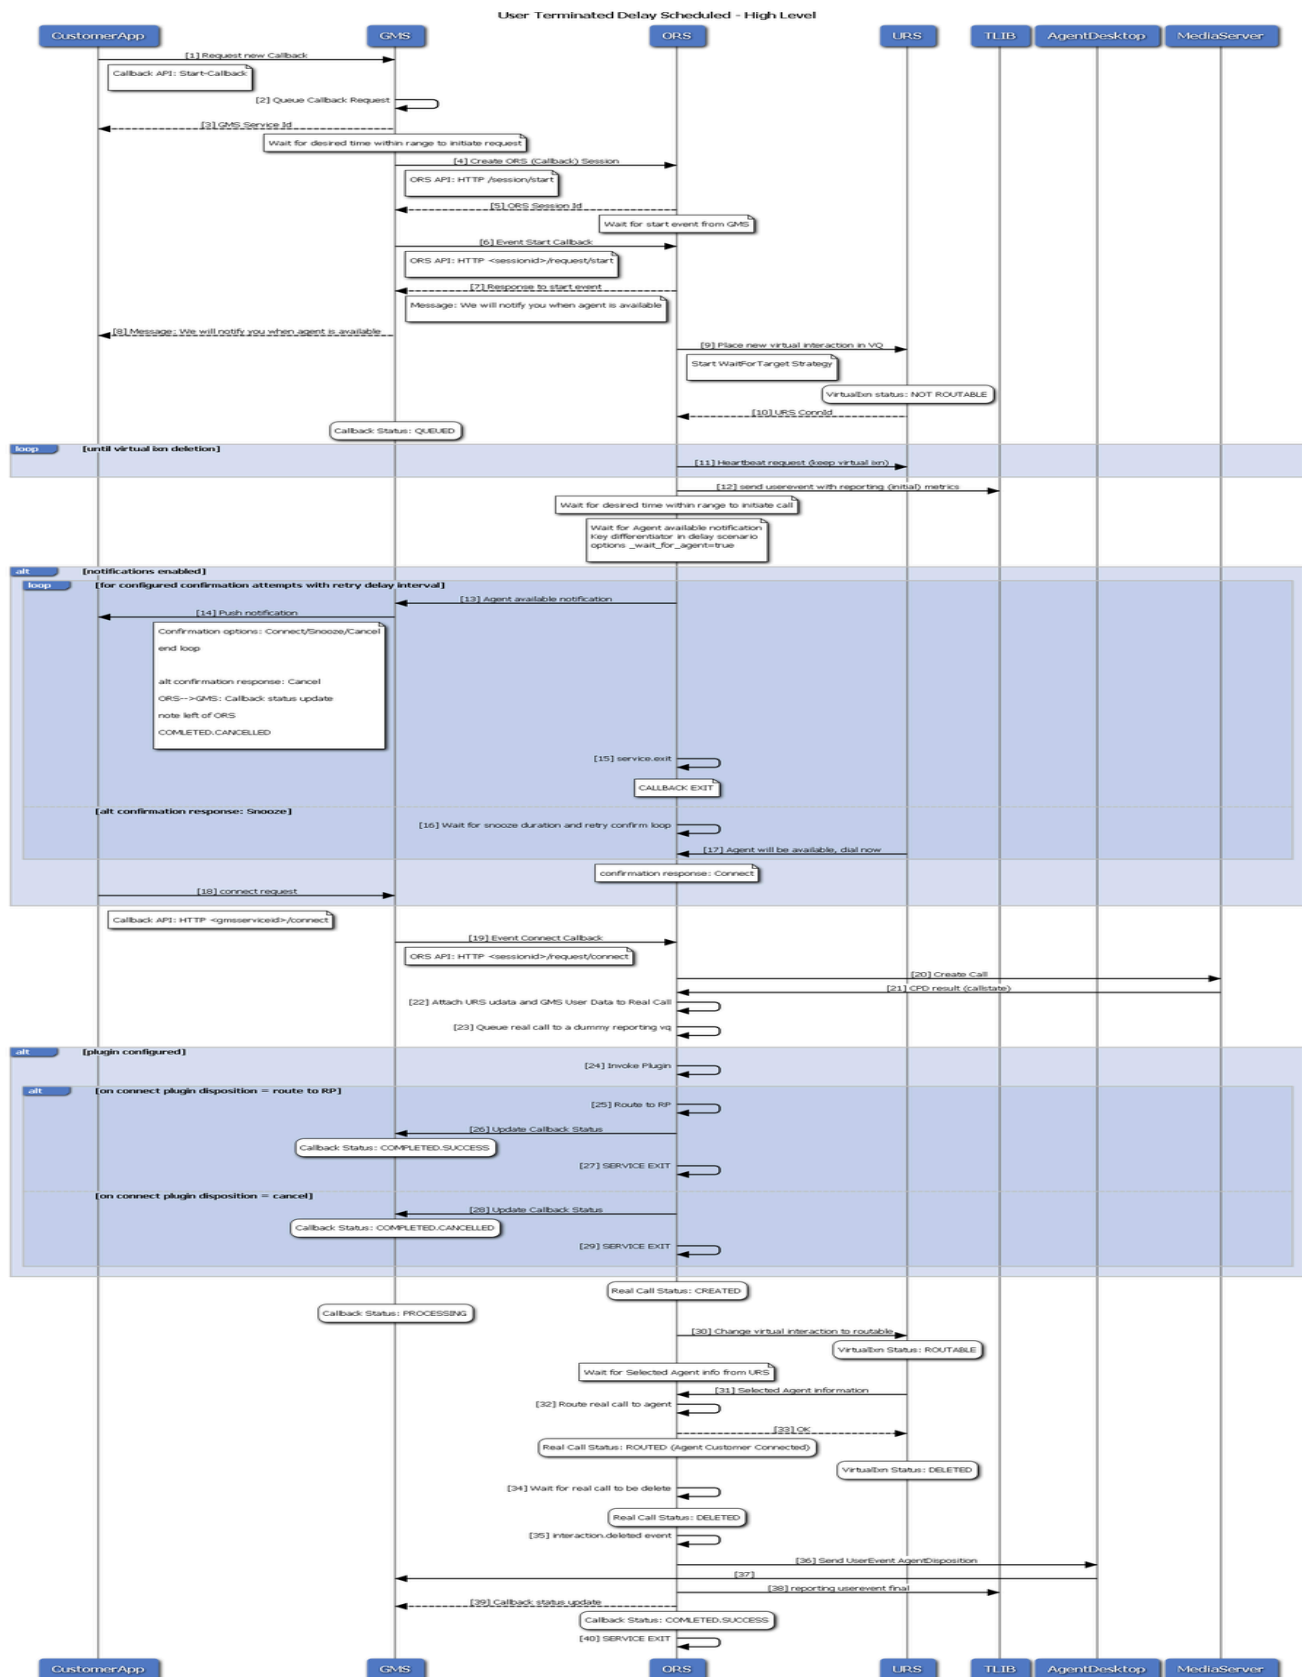 User Terminated Delay Scheduled - High Level
CustomerApp
GMS
ORS
URS
TLIB
AgentDesktop
MediaServer
[1] Request new Callback
Callback API: Start-Callback
[2] Queue Callback Request
[3] GMS Service Id
Wait for desired time within range to initiate request
[4] Create ORS (Callback) Session
ORS API: HTTP /session/start
[5] ORS Session Id
Wait for start event from GMS
[6] Event Start Callback
ORS API: HTTP <sessionid>/request/start
[7] Response to start event
Message: We will notify you when agent is available
[8] Message: We will notify you when agent is available
[9] Place new virtual interaction in VQ
Start WaitForTarget Strategy
VirtualIxn status: NOT ROUTABLE
[10] URS ConnId
Callback Status: QUEUED
loop
[until virtual ixn deletion]
[11] Heartbeat request (keep virtual ixn)
[12] send userevent with reporting (initial) metrics
Wait for desired time within range to initiate call
Wait for Agent available notification
Key differentiator in delay scenario
options _wait_for_agent=true
alt
[notifications enabled]
loop
[for configured confirmation attempts with retry delay interval]
[13] Agent available notification
[14] Push notification
Confirmation options: Connect/Snooze/Cancel
end loop
alt confirmation response: Cancel
ORS-->GMS: Callback status update
note left of ORS
COMLETED.CANCELLED
[15] service.exit
CALLBACK EXIT
[alt confirmation response: Snooze]
[16] Wait for snooze duration and retry confirm loop
[17] Agent will be available, dial now
confirmation response: Connect
[18] connect request
Callback API: HTTP <gmsserviceid>/connect
[19] Event Connect Callback
ORS API: HTTP <sessionid>/request/connect
[20] Create Call
[21] CPD result (callstate)
[22] Attach URS udata and GMS User Data to Real Call
[23] Queue real call to a dummy reporting vq
alt
[plugin configured]
[24] Invoke Plugin
alt
[on connect plugin disposition = route to RP]
[25] Route to RP
[26] Update Callback Status
Callback Status: COMPLETED.SUCCESS
[27] SERVICE EXIT
[on connect plugin disposition = cancel]
[28] Update Callback Status
Callback Status: COMPLETED.CANCELLED
[29] SERVICE EXIT
Real Call Status: CREATED
Callback Status: PROCESSING
[30] Change virtual interaction to routable
VirtualIxn Status: ROUTABLE
Wait for Selected Agent info from URS
[31] Selected Agent information
[32] Route real call to agent
[33] OK
Real Call Status: ROUTED (Agent Customer Connected)
VirtualIxn Status: DELETED
[34] Wait for real call to be delete
Real Call Status: DELETED
[35] interaction.deleted event
[36] Send UserEvent AgentDisposition
[37]
[38] reporting userevent final
[39] Callback status update
Callback Status: COMLETED.SUCCESS
[40] SERVICE EXIT
CustomerApp
GMS
ORS
URS
TLIB
AgentDesktop
MediaServer